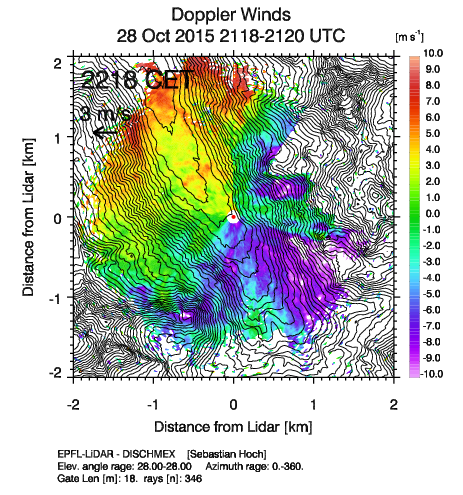 Doppler Winds
28 Oct 2015 2118-2120 UTC
[m s-1]
2218 CET
3 m/s
2
1
0
-1
-2
Distance from Lidar [km]
-2 -1 0 1 2
Distance from Lidar [km]
10.0
9.0
8.0
7.0
6.0
5.0
4.0
3.0
2.0
1.0
0.0
-1.0
-2.0
-3.0
-4.0
-5.0
-6.0
-7.0
-8.0
-9.0
-10.0
EPFL-LiDAR - DISCHMEX [Sebastian Hoch]
Elev. angle rage: 28.00-28.00 Azimuth rage: 0.-360.
Gate Len [m]: 18. rays [n]: 346